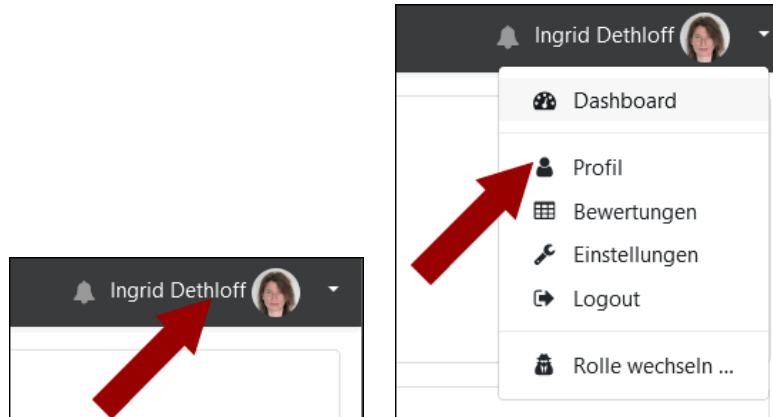 Ingrid Dethloff
Ingrid Dethloff
Dashboard
Profil
Bewertungen
Einstellungen
Logout
Rolle wechseln ...